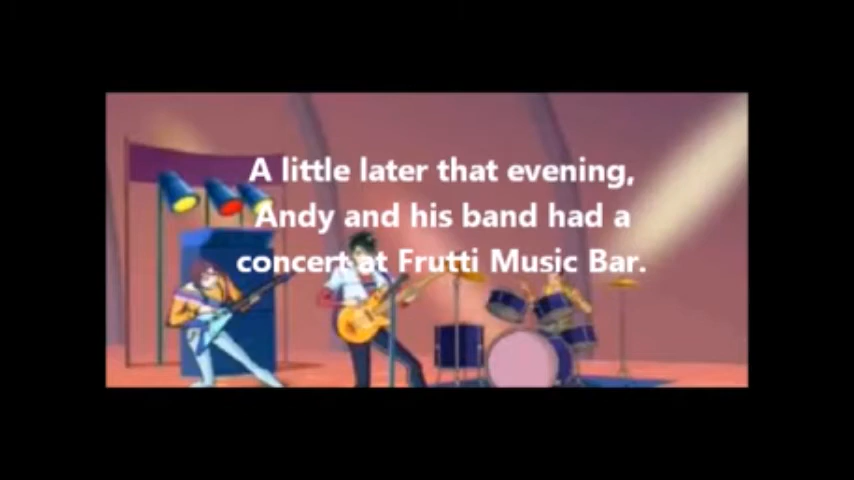 A little later that evening,
Andy and his band had a
concert at Frutti Music Bar.